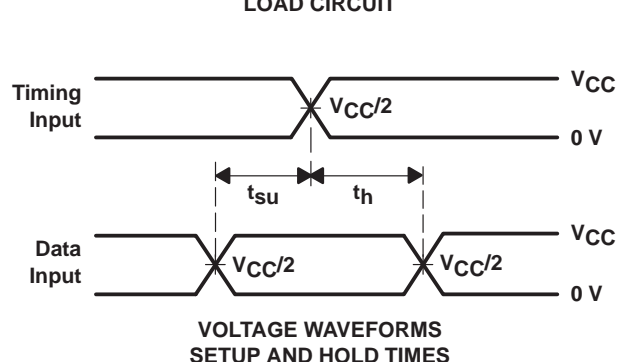 LOAD CIRCUIT
Timing
Input
VCC/2
VCC
0 V
tsu
th
Data
Input
VCC/2
VCC/2
VCC
0 V
VOLTAGE WAVEFORMS
SETUP AND HOLD TIMES